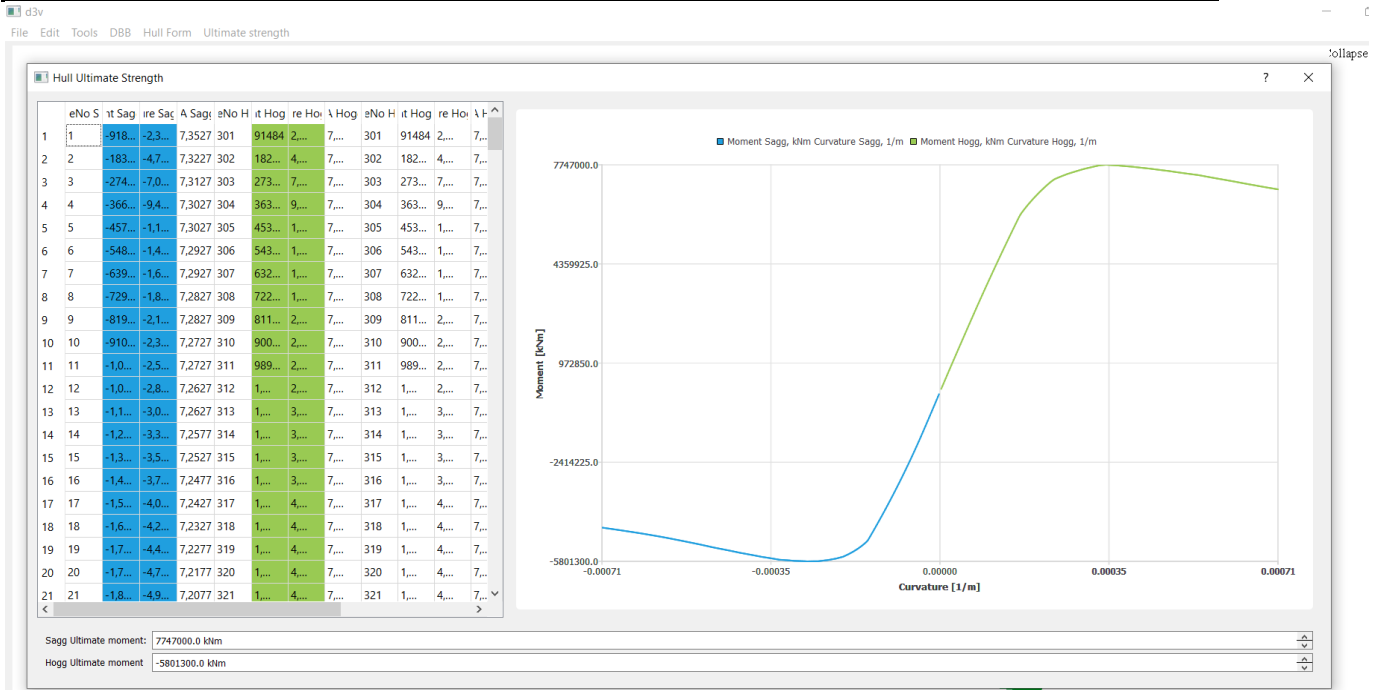 d3v
File Edit Tools DBB Hull Form Ultimate strength
Collapse
Hull Ultimate Strength ? ×
eNo S nt Sag ire Sag A Sagg eNo H it Hog re Hog A Hog eNo H it Hog re Hog A H
1 1 -918... -2,3... 7,3527 301 91484 2,... 7,... 301 91484 2,... 7,..
2 2 -183... -4,7... 7,3227 302 182... 4,... 7,... 302 182... 4,... 7,..
3 3 -274... -7,0... 7,3127 303 273... 7,... 7,... 303 273... 7,... 7,..
4 4 -366... -9,4... 7,3027 304 363... 9,... 7,... 304 363... 9,... 7,..
5 5 -457... -1,1... 7,3027 305 453... 1,... 7,... 305 453... 1,... 7,..
6 6 -548... -1,4... 7,2927 306 543... 1,... 7,... 306 543... 1,... 7,..
7 7 -639... -1,6... 7,2927 307 632... 1,... 7,... 307 632... 1,... 7,..
8 8 -729... -1,8... 7,2827 308 722... 1,... 7,... 308 722... 1,... 7,..
9 9 -819... -2,1... 7,2827 309 811... 2,... 7,... 309 811... 2,... 7,..
10 10 -910... -2,3... 7,2727 310 900... 2,... 7,... 310 900... 2,... 7,..
11 11 -1,0... -2,5... 7,2727 311 989... 2,... 7,... 311 989... 2,... 7,..
12 12 -1,0... -2,8... 7,2627 312 1,... 2,... 7,... 312 1,... 2,... 7,..
13 13 -1,1... -3,0... 7,2627 313 1,... 3,... 7,... 313 1,... 3,... 7,..
14 14 -1,2... -3,3... 7,2577 314 1,... 3,... 7,... 314 1,... 3,... 7,..
15 15 -1,3... -3,5... 7,2527 315 1,... 3,... 7,... 315 1,... 3,... 7,..
16 16 -1,4... -3,7... 7,2477 316 1,... 3,... 7,... 316 1,... 3,... 7,..
17 17 -1,5... -4,0... 7,2427 317 1,... 4,... 7,... 317 1,... 4,... 7,..
18 18 -1,6... -4,2... 7,2327 318 1,... 4,... 7,... 318 1,... 4,... 7,..
19 19 -1,7... -4,4... 7,2277 319 1,... 4,... 7,... 319 1,... 4,... 7,..
20 20 -1,7... -4,7... 7,2177 320 1,... 4,... 7,... 320 1,... 4,... 7,..
21 21 -1,8... -4,9... 7,2077 321 1,... 4,... 7,... 321 1,... 4,... 7,..
Moment Sagg, kNm Curvature Sagg, 1/m Moment Hogg, kNm Curvature Hogg, 1/m
7747000.0
4359925.0
972850.0
-2414225.0
-5801300.0
Moment [kNm]
-0.00071 -0.00035 0.00000 0.00035 0.00071
Curvature [1/m]
Sagg Ultimate moment: 7747000.0 kNm
Hogg Ultimate moment -5801300.0 kNm